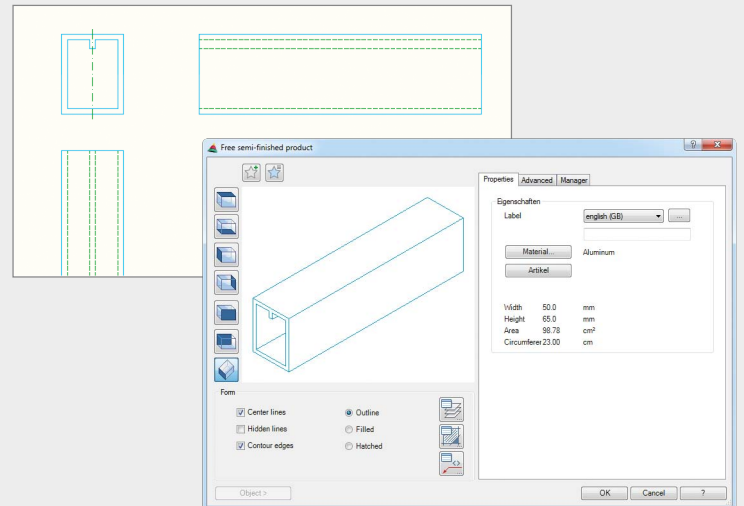 Free semi-finished product
?
Properties Advanced Manager
Eigenschaften
Label english (GB) ...
Material... Aluminum
Artikel
Width 50.0 mm
Height 65.0 mm
Area 98.78 cm²
Circumferer 23.00 cm
Form
Center lines Outline
Hidden lines Filled
Contour edges Hatched
Object >
OK Cancel ?